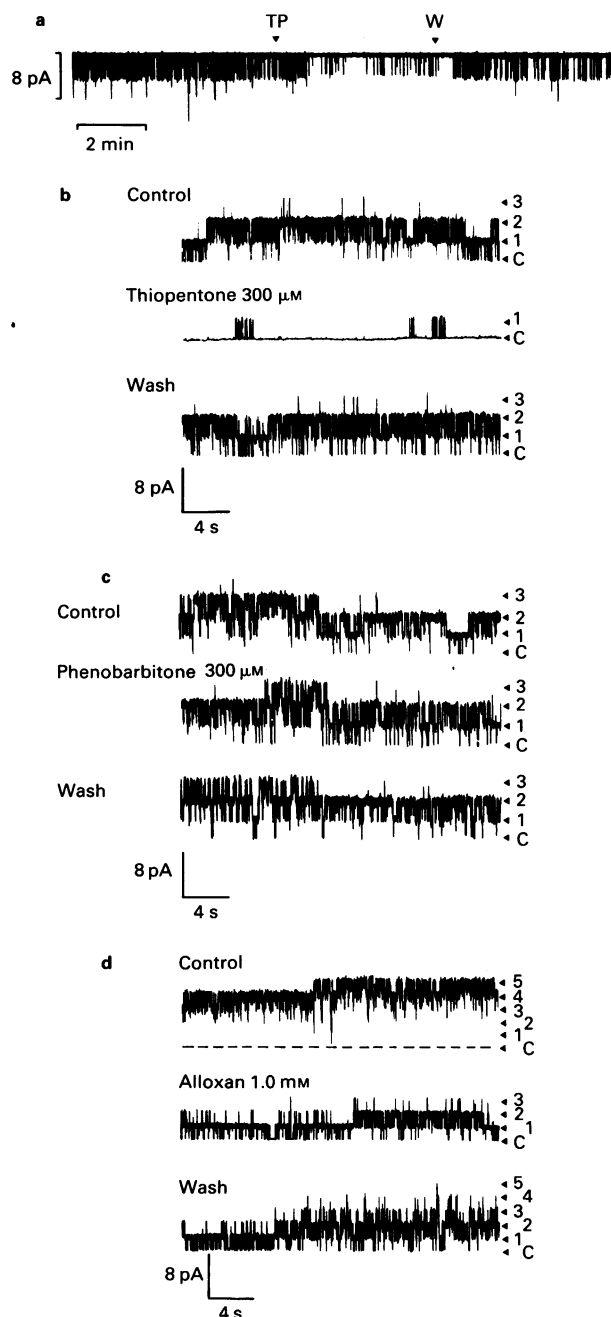 a
TP W
8 pA
2 min
b Control
3
2
1
C
Thiopentone 300 μM
1
C
Wash
3
2
1
C
8 pA
4 s
c
Control
3
2
1
C
Phenobarbitone 300 μM
3
2
1
C
Wash
3
2
1
C
8 pA
4 s
d Control
5
4
3
2
1
C
Alloxan 1.0 mM
3
2
1
C
Wash
5
4
3
2
1
C
8 pA
4 s